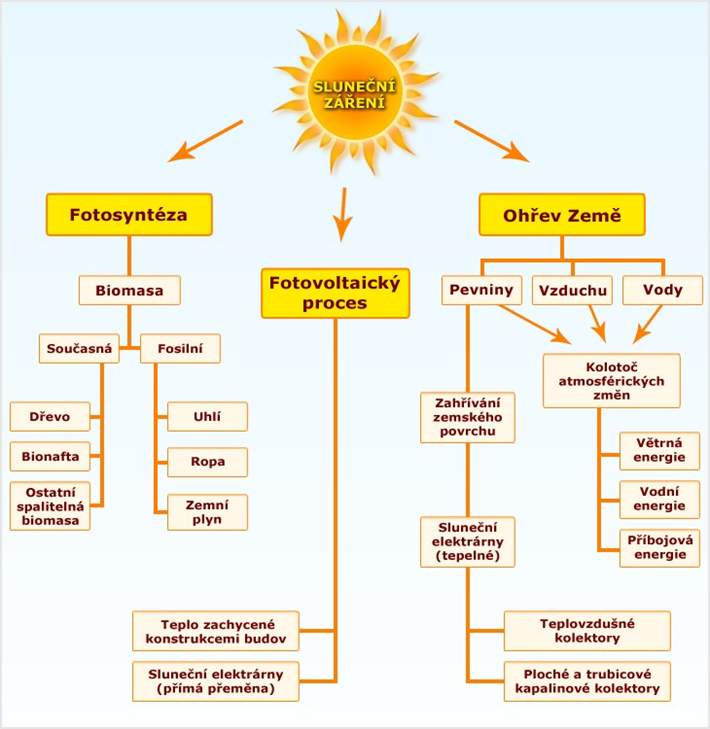 SLUNEČNÍ
ZÁŘENÍ
Fotosyntéza
Biomasa
Současná
Fosilní
Dřevo
Bionafta
Ostatní
spalitelná
biomasa
Uhlí
Ropa
Zemní
plyn
Fotovoltaický
proces
Teplo zachycené
konstrukcemi budov
Sluneční elektrárny
(přímá přeměna)
Ohřev Země
Pevniny
Vzduchu
Vody
Kolotoč
atmosférických
změn
Zahřívání
zemského
povrchu
Větrná
energie
Vodní
energie
Příbojová
energie
Sluneční
elektrárny
(tepelné)
Teplovzdušné
kolektory
Ploché a trubicové
kapalinové kolektory